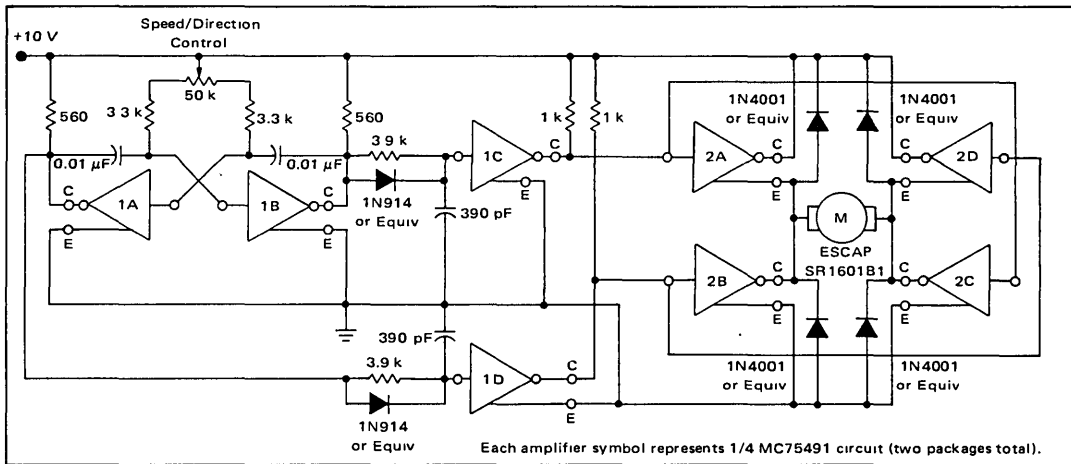 Speed/Direction
Control
+10 V
50 k
3 3 k
3.3 k
560
560
0.01 µF
0.01 µF
3 9 k
1N914
or Equiv
390 pF
C
1A
E
1B
C
E
1C
C
E
1 k
1 k
1N4001
or Equiv
1N4001
or Equiv
2A
C
E
C
2D
E
M
ESCAP
SR1601B1
2B
C
E
C
2C
E
390 pF
3.9 k
1D
C
E
1N914
or Equiv
1N4001
or Equiv
1N4001
or Equiv
Each amplifier symbol represents 1/4 MC75491 circuit (two packages total).